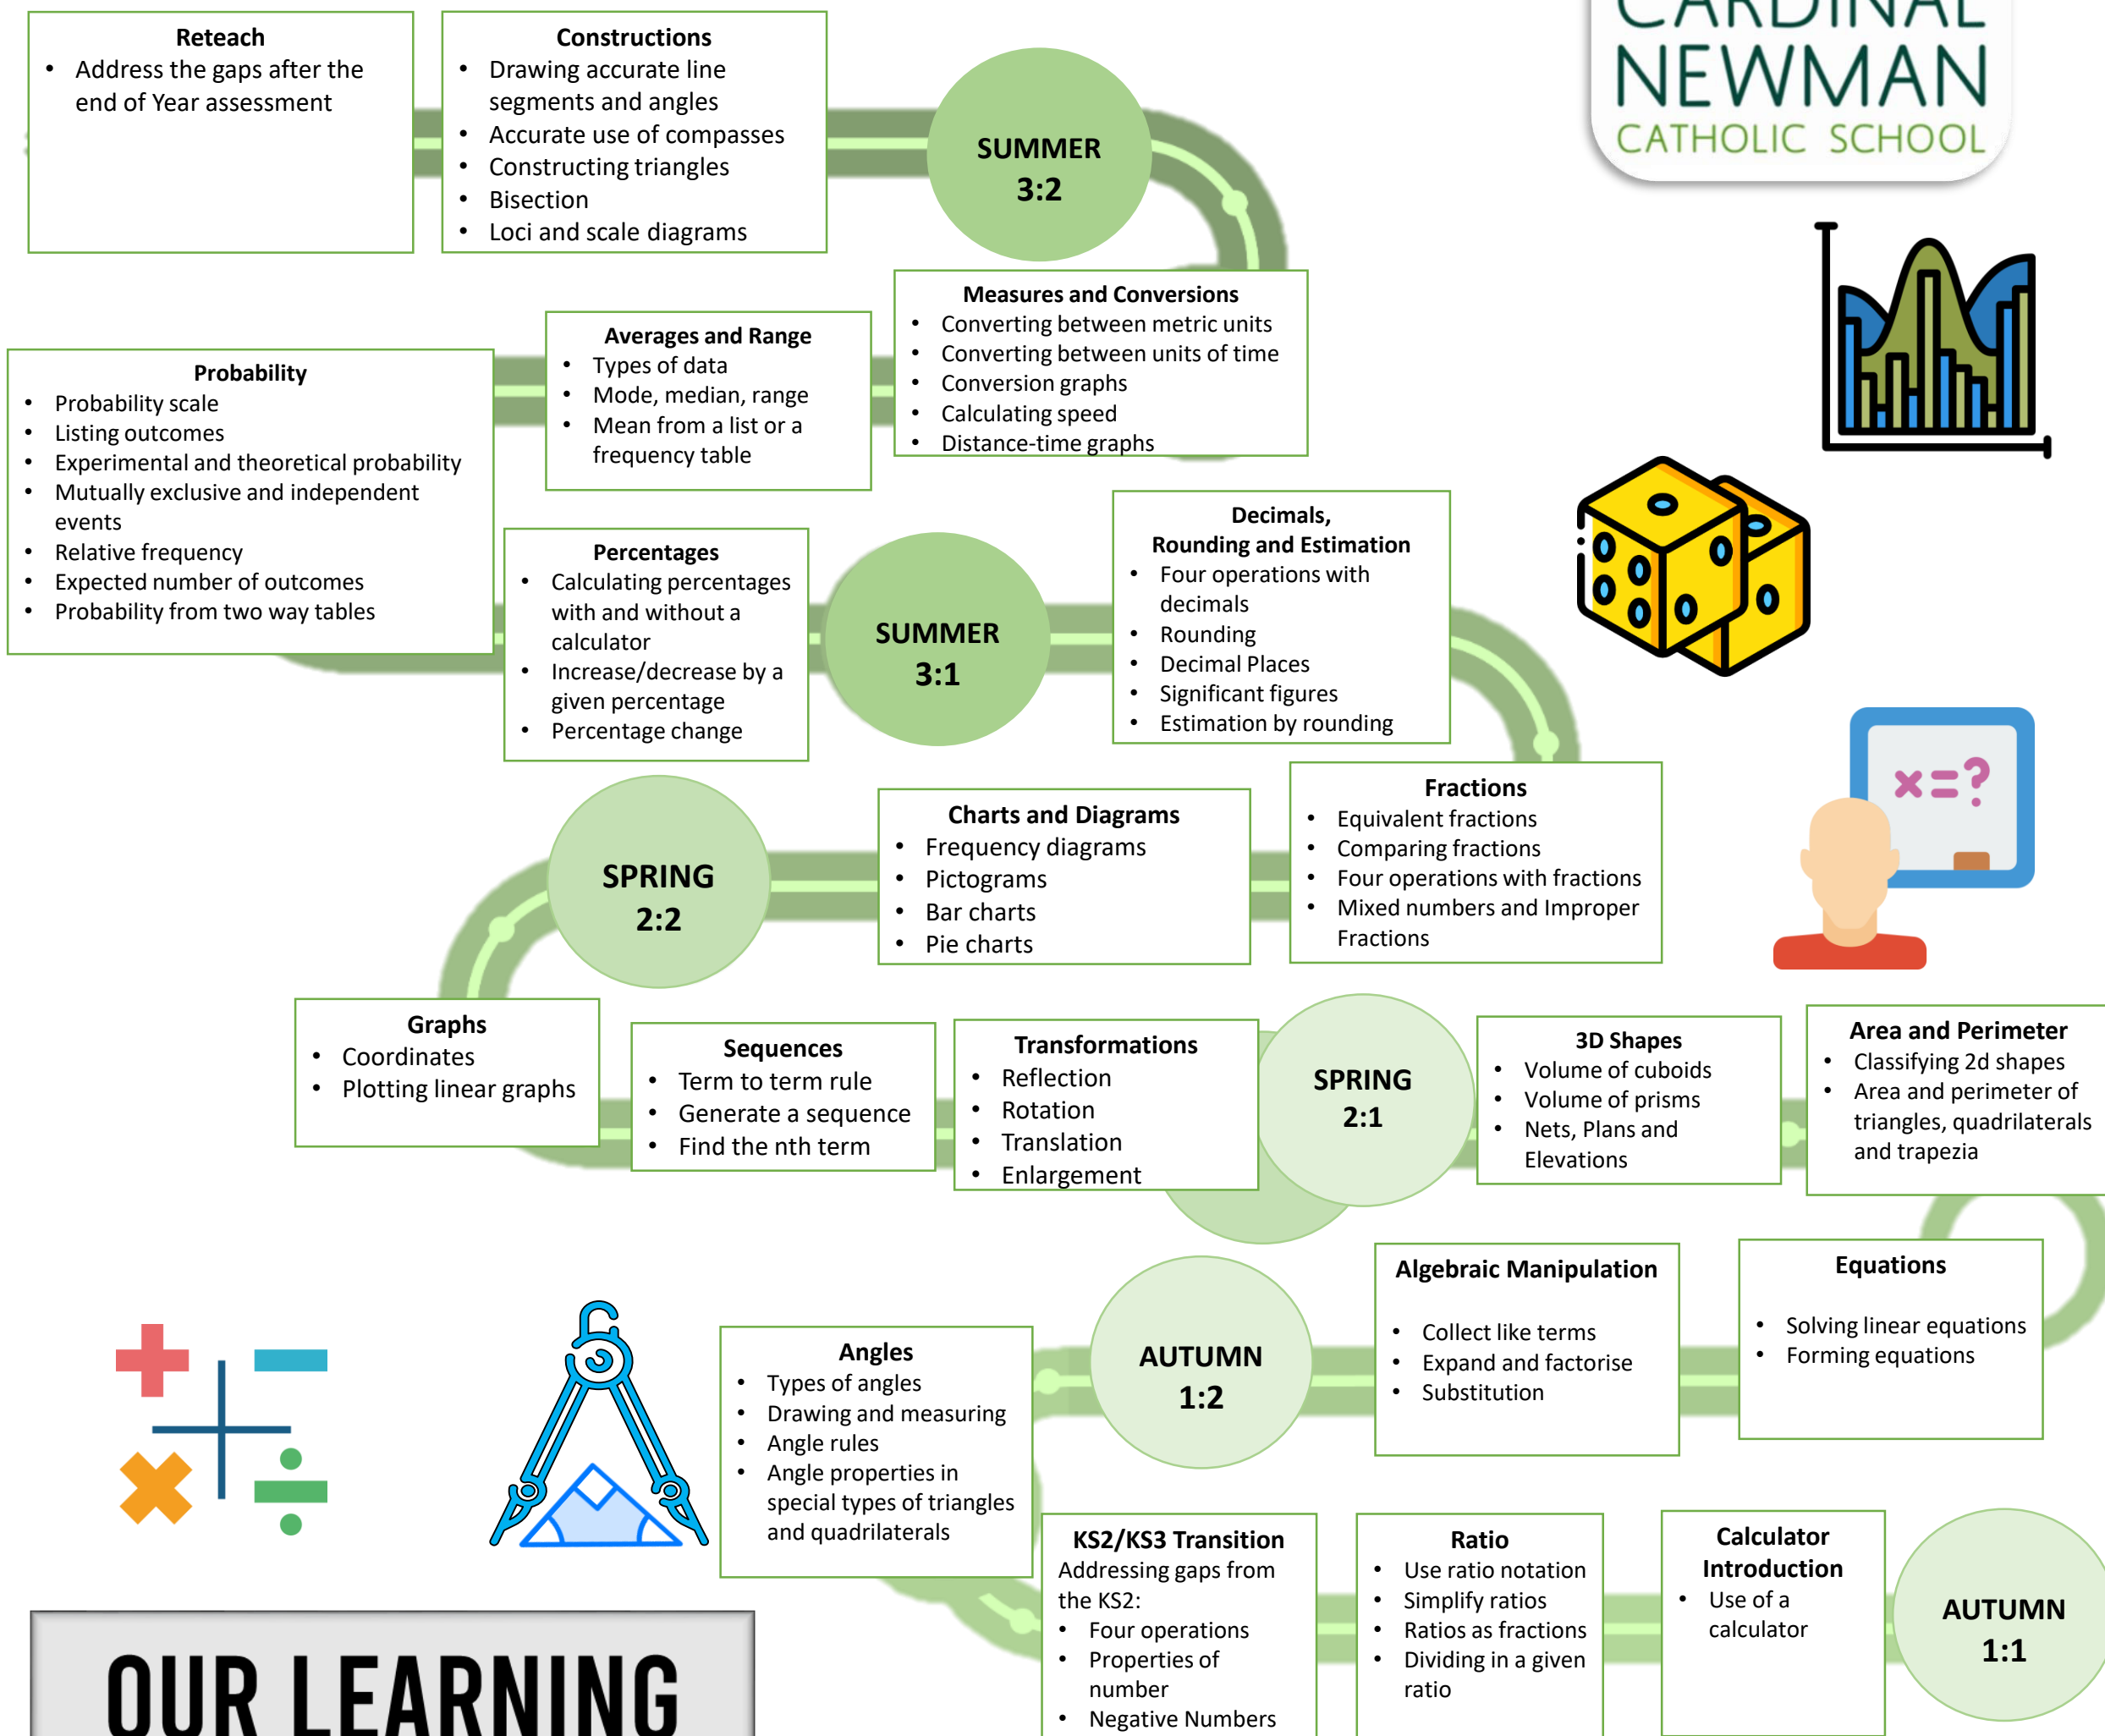 CARDINAL
NEWMAN
CATHOLIC SCHOOL
Reteach
• Address the gaps after the
end of Year assessment
Constructions
• Drawing accurate line
segments and angles
• Accurate use of compasses
• Constructing triangles
• Bisection
• Loci and scale diagrams
SUMMER
3:2
Probability
• Probability scale
• Listing outcomes
• Experimental and theoretical probability
• Mutually exclusive and independent
events
• Relative frequency
• Expected number of outcomes
• Probability from two way tables
Averages and Range
• Types of data
• Mode, median, range
• Mean from a list or a
frequency table
Measures and Conversions
• Converting between metric units
• Converting between units of time
• Conversion graphs
• Calculating speed
• Distance-time graphs
Percentages
• Calculating percentages
with and without a
calculator
• Increase/decrease by a
given percentage
• Percentage change
SUMMER
3:1
Decimals,
Rounding and Estimation
• Four operations with
decimals
• Rounding
• Decimal Places
• Significant figures
• Estimation by rounding
x=?
SPRING
2:2
Charts and Diagrams
• Frequency diagrams
• Pictograms
• Bar charts
• Pie charts
Fractions
• Equivalent fractions
• Comparing fractions
• Four operations with fractions
• Mixed numbers and Improper
Fractions
Graphs
• Coordinates
• Plotting linear graphs
Sequences
• Term to term rule
• Generate a sequence
• Find the nth term
Transformations
• Reflection
• Rotation
• Translation
• Enlargement
SPRING
2:1
3D Shapes
• Volume of cuboids
• Volume of prisms
• Nets, Plans and
Elevations
Area and Perimeter
• Classifying 2d shapes
• Area and perimeter of
triangles, quadrilaterals
and trapezia
Angles
• Types of angles
• Drawing and measuring
• Angle rules
• Angle properties in
special types of triangles
and quadrilaterals
AUTUMN
1:2
Algebraic Manipulation
• Collect like terms
• Expand and factorise
• Substitution
Equations
• Solving linear equations
• Forming equations
KS2/KS3 Transition
Addressing gaps from
the KS2:
• Four operations
• Properties of
number
• Negative Numbers
Ratio
• Use ratio notation
• Simplify ratios
• Ratios as fractions
• Dividing in a given
ratio
Calculator
Introduction
• Use of a
calculator
AUTUMN
1:1
OUR LEARNING